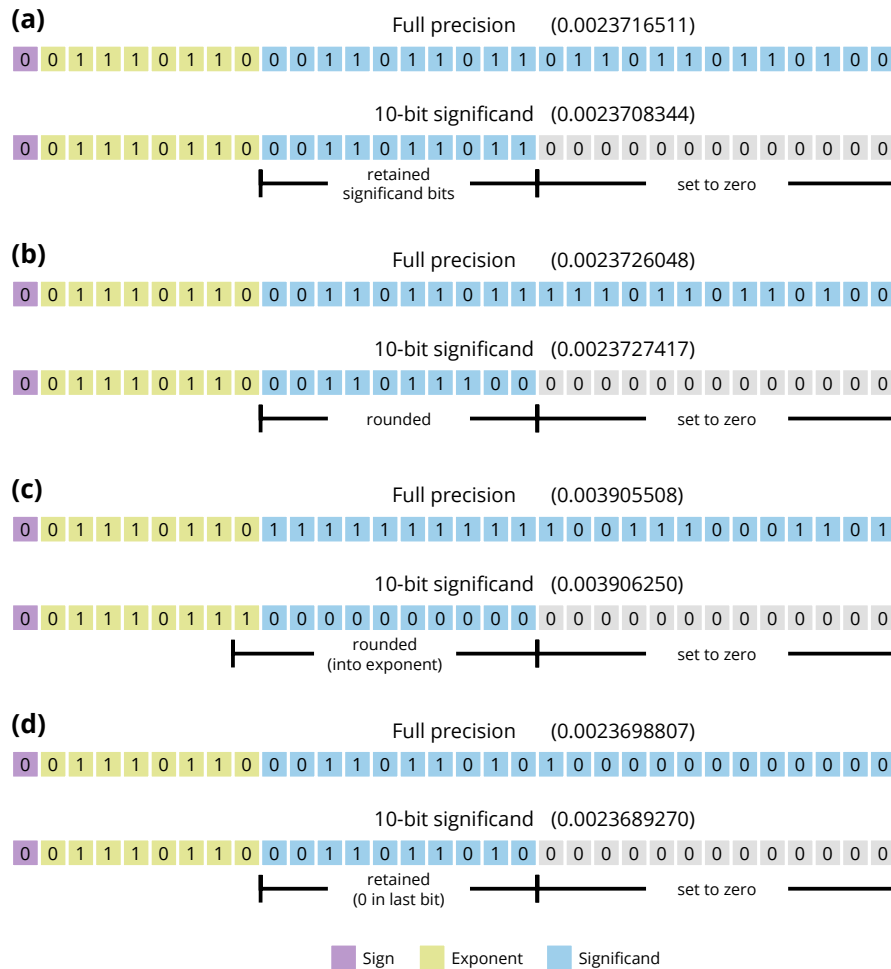 (a)
Full precision (0.0023716511)
0 0 1 1 1 0 1 1 0 0 0 1 1 0 1 1 0 1 1 0 1 1 0 1 1 0 1 1 0 1 0 0
10-bit significand (0.0023708344)
0 0 1 1 1 0 1 1 0 0 0 1 1 0 1 1 0 1 1 0 0 0 0 0 0 0 0 0 0 0 0 0
retained
significand bits
set to zero
(b)
Full precision (0.0023726048)
0 0 1 1 1 0 1 1 0 0 0 1 1 0 1 1 0 1 1 1 1 1 0 1 1 0 1 1 0 1 0 0
10-bit significand (0.0023727417)
0 0 1 1 1 0 1 1 0 0 0 1 1 0 1 1 1 0 0 0 0 0 0 0 0 0 0 0 0 0 0 0
rounded set to zero
(c)
Full precision (0.003905508)
0 0 1 1 1 0 1 1 0 1 1 1 1 1 1 1 1 1 1 1 0 0 1 1 1 0 0 0 1 1 0 1
10-bit significand (0.003906250)
0 0 1 1 1 0 1 1 1 0 0 0 0 0 0 0 0 0 0 0 0 0 0 0 0 0 0 0 0 0 0 0
rounded
(into exponent)
set to zero
(d)
Full precision (0.0023698807)
0 0 1 1 1 0 1 1 0 0 0 1 1 0 1 1 0 1 0 1 0 0 0 0 0 0 0 0 0 0 0 0
10-bit significand (0.0023689270)
0 0 1 1 1 0 1 1 0 0 0 1 1 0 1 1 0 1 0 0 0 0 0 0 0 0 0 0 0 0 0 0
retained
(0 in last bit)
set to zero
Sign Exponent Significand